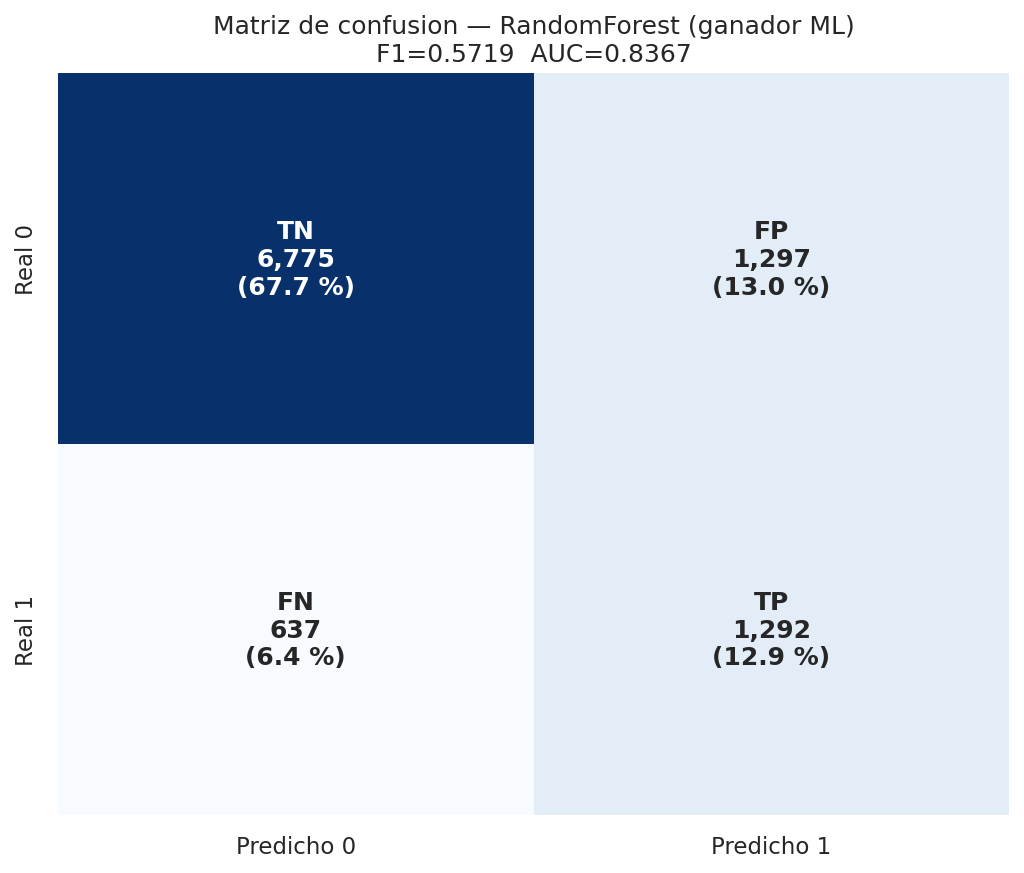 Matriz de confusion — RandomForest (ganador ML)
F1=0.5719  AUC=0.8367
Real 0
TN
6,775
(67.7 %)
FP
1,297
(13.0 %)
Real 1
FN
637
(6.4 %)
TP
1,292
(12.9 %)
Predicho 0
Predicho 1